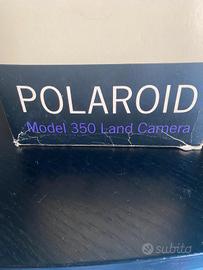 POLAROID
Model 350 Land Camera
subito